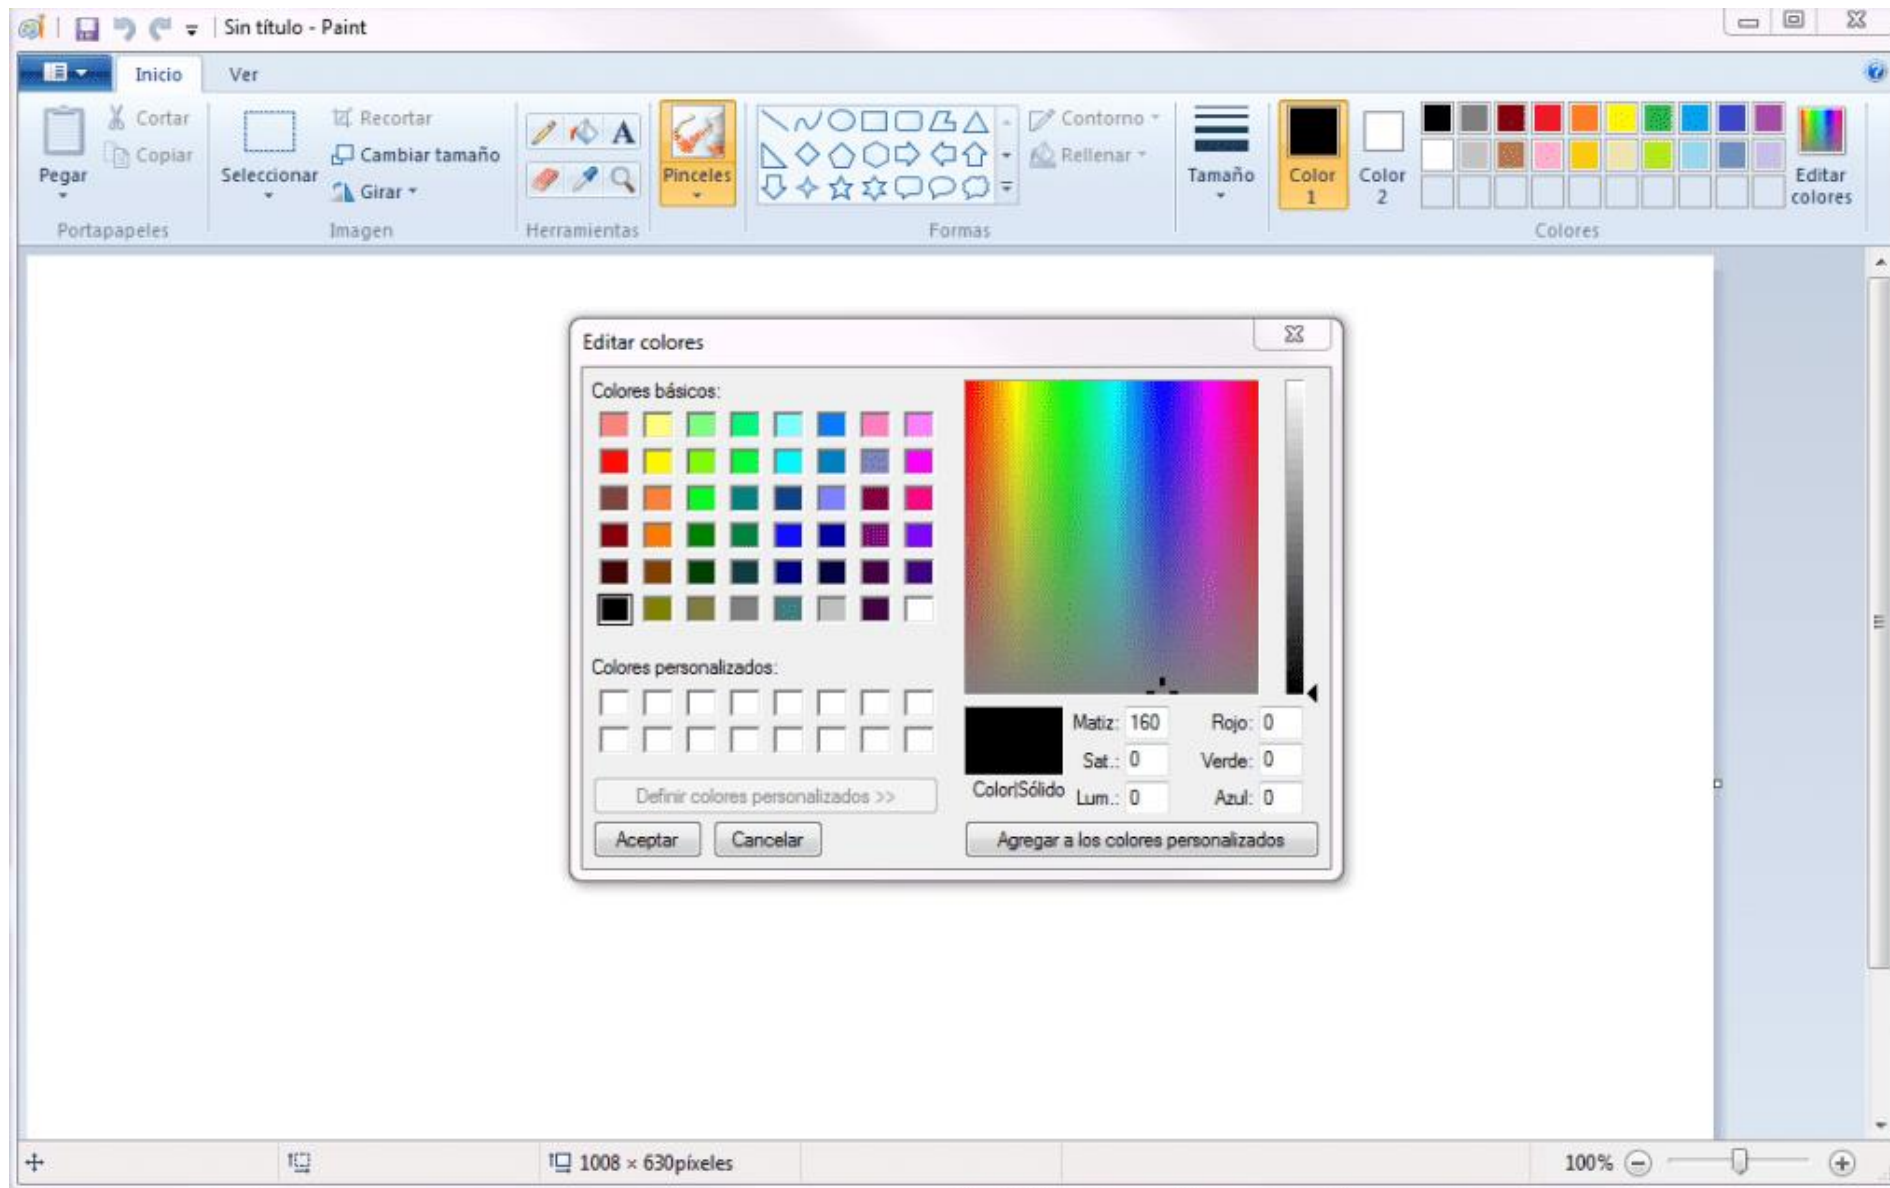 Sin título - Paint
Inicio Ver
Pegar
Cortar
Copiar
Portapapeles
Seleccionar
Recortar
Cambiar tamaño
Girar
Imagen
A
Herramientas
Pinceles
Contorno
Rellenar
Formas
Tamaño
Color
1
Color
2
Editar
colores
Colores
Editar colores
Colores básicos:
Colores personalizados:
Definir colores personalizados >>
Aceptar Cancelar
Color|Sólido
Matiz: 160 Rojo: 0
Sat.: 0 Verde: 0
Lum.: 0 Azul: 0
Agregar a los colores personalizados
1008 × 630píxeles 100%